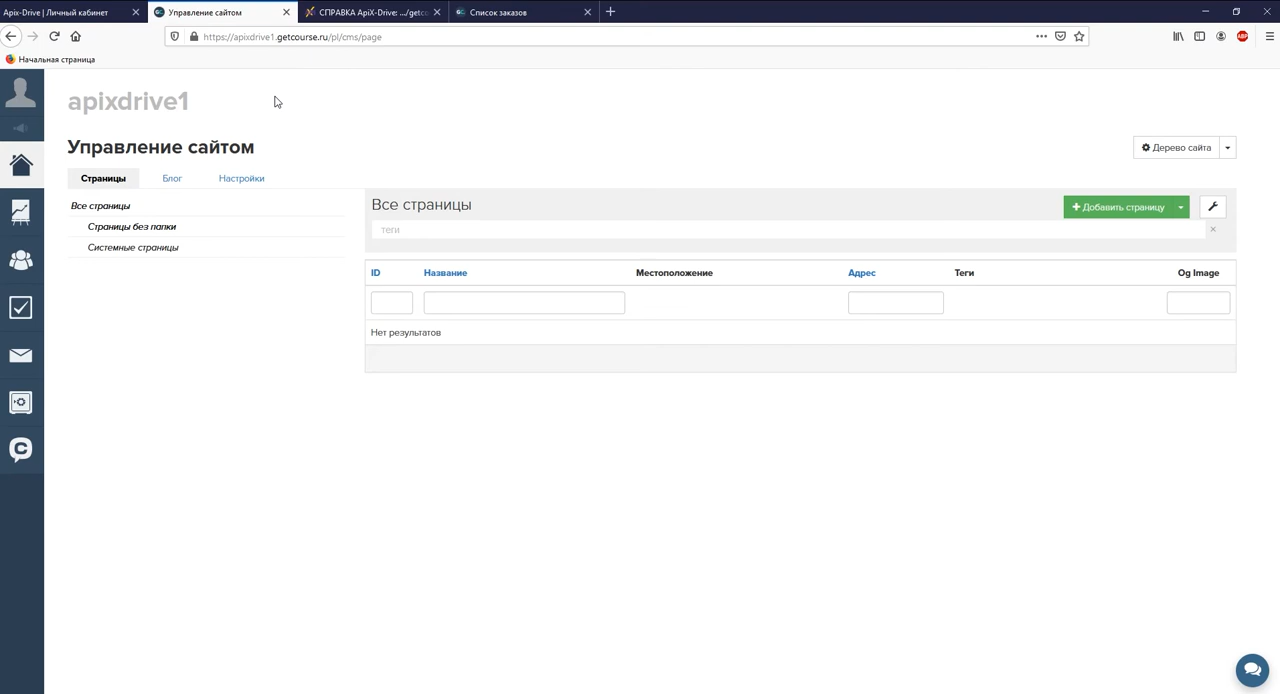 Apix-Drive | Личный кабинет
Управление сайтом
СПРАВКА ApiX-Drive: .../getco
Список заказов
https://apixdrive1.getcourse.ru/pl/cms/page
ABP
Начальная страница
apixdrive1
Управление сайтом
Дерево сайта
Страницы
Блог
Настройки
Все страницы
Страницы без папки
Системные страницы
Все страницы
Добавить страницу
теги
ID
Название
Местоположение
Адрес
Теги
Og Image
Нет результатов